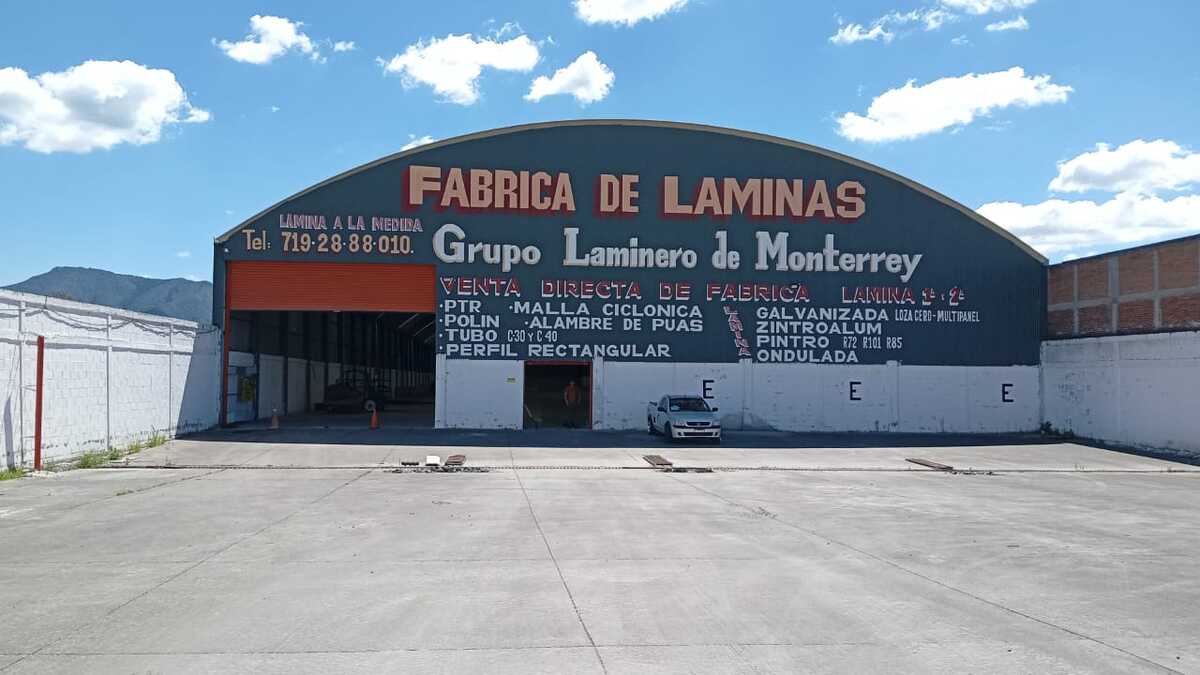 FABRICA DE LAMINAS
LAMINA A LA MEDIDA
Tel: 719-28-88-010.
Grupo Laminero de Monterrey
VENTA DIRECTA DE FABRICA
·PTR
·POLIN
·TUBO C-30 Y C 40
·PERFIL RECTANGULAR
·MALLA CICLONICA
·ALAMBRE DE PUAS
LAMINA 1ª· 2ª
LAMINA
GALVANIZADA LOZA CERO-MULTIPANEL
ZINTROALUM
PINTRO R72 R101 R85
ONDULADA
E
E
E